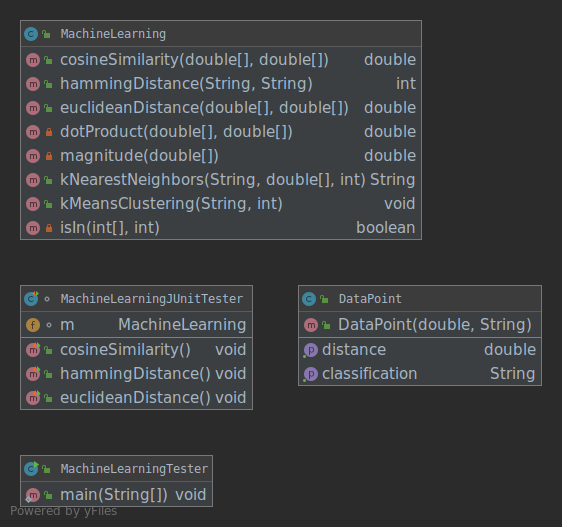 MachineLearning
cosineSimilarity(double[], double[]) double
hammingDistance(String, String) int
euclideanDistance(double[], double[]) double
dotProduct(double[], double[]) double
magnitude(double[]) double
kNearestNeighbors(String, double[], int) String
kMeansClustering(String, int) void
isIn(int[], int) boolean
MachineLearningJUnitTester
m MachineLearning
cosineSimilarity() void
hammingDistance() void
euclideanDistance() void
DataPoint
DataPoint(double, String)
distance double
classification String
MachineLearningTester
main(String[]) void
Powered by yFiles